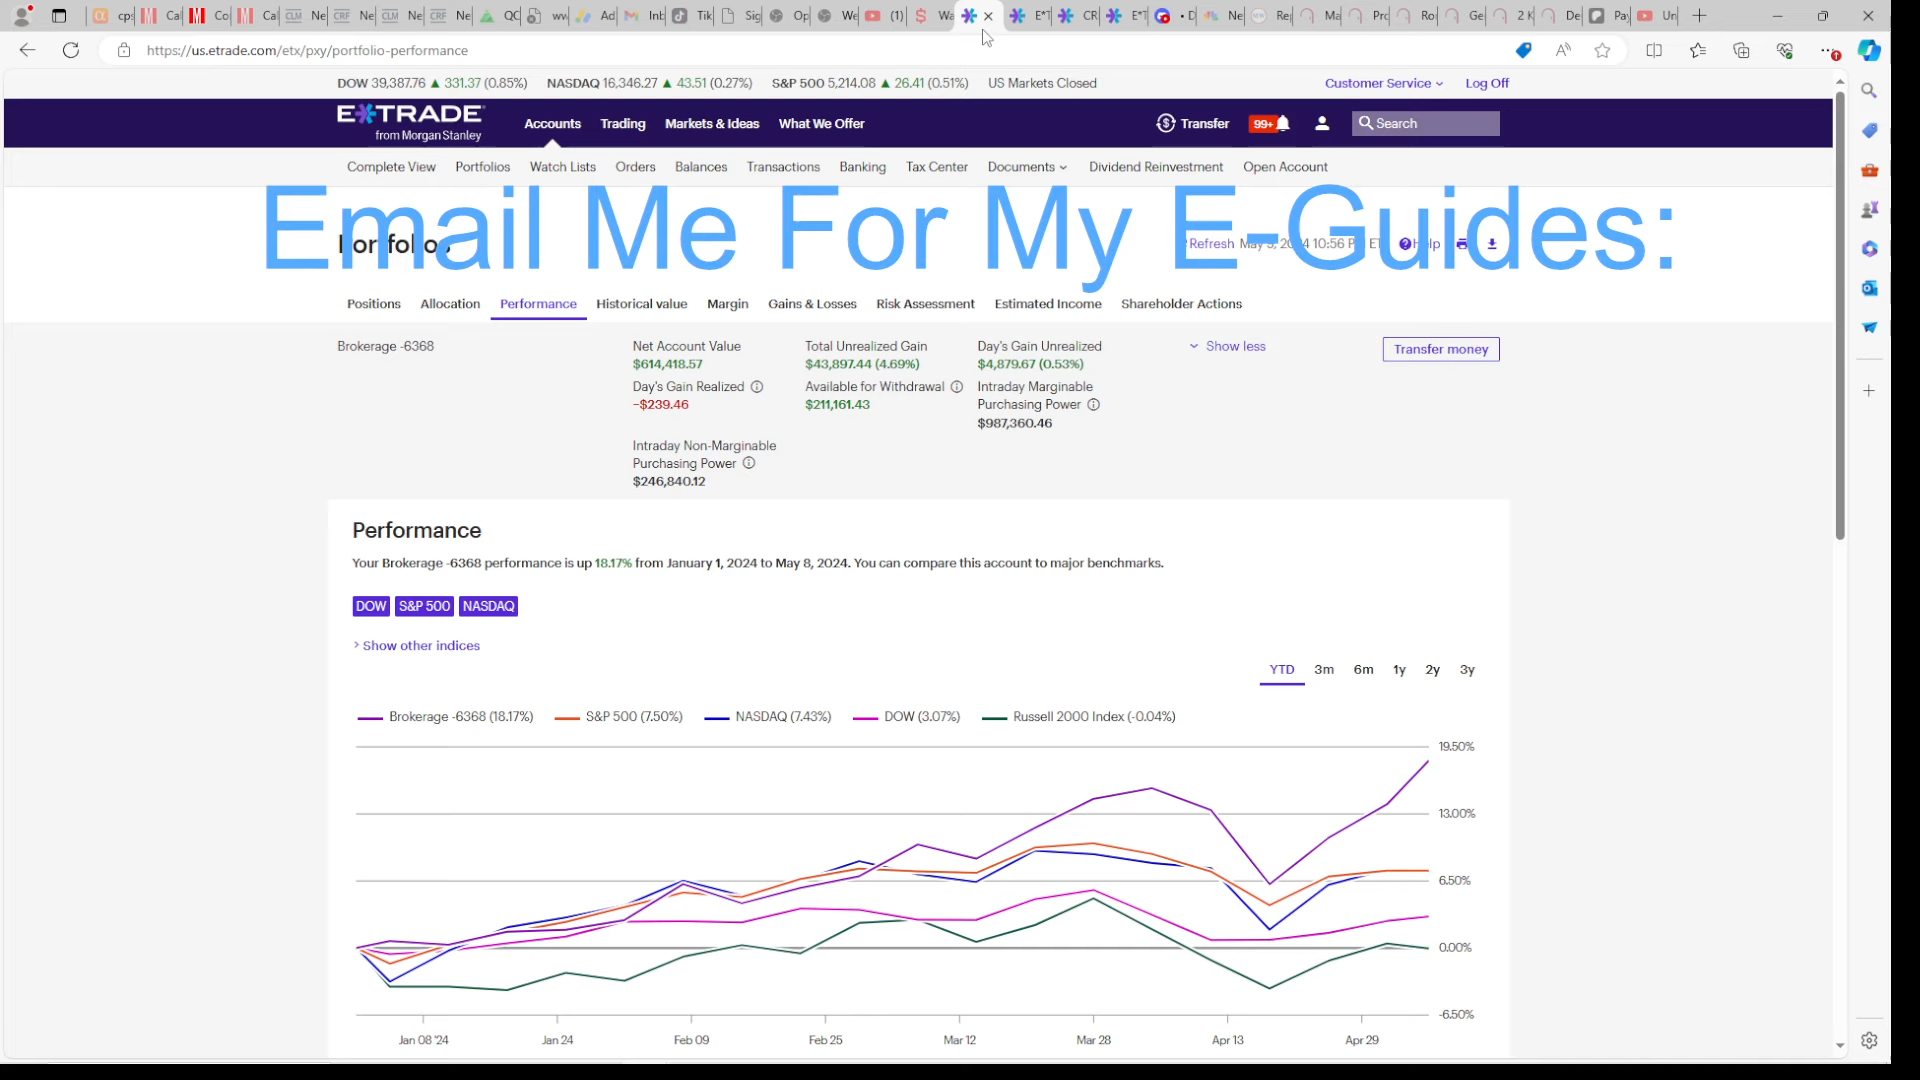 https://us.etrade.com/etx/pxy/portfolio-performance
DOW 39,387.76 ▲ 331.37 (0.85%) NASDAQ 16,346.27 ▲ 43.51 (0.27%) S&P 500 5,214.08 ▲ 26.41 (0.51%) US Markets Closed Customer Service Log Off
E*TRADE
from Morgan Stanley
Accounts Trading Markets & Ideas What We Offer Transfer 99+ Search
Complete View Portfolios Watch Lists Orders Balances Transactions Banking Tax Center Documents Dividend Reinvestment Open Account
Email Me For My E-Guides:
Portfolios Refresh Help
Positions Allocation Performance Historical value Margin Gains & Losses Risk Assessment Estimated Income Shareholder Actions
Brokerage -6368 Net Account Value Total Unrealized Gain Day's Gain Unrealized Show less Transfer money
$614,418.57 $43,897.44 (4.69%) $4,879.67 (0.53%)
Day's Gain Realized Available for Withdrawal Intraday Marginable
Purchasing Power
−$239.46 $211,161.43
$987,360.46
Intraday Non-Marginable
Purchasing Power
$246,840.12
Performance
Your Brokerage -6368 performance is up 18.17% from January 1, 2024 to May 8, 2024. You can compare this account to major benchmarks.
DOW S&P 500 NASDAQ
Show other indices
YTD 3m 6m 1y 2y 3y
Brokerage -6368 (18.17%) S&P 500 (7.50%) NASDAQ (7.43%) DOW (3.07%) Russell 2000 Index (-0.04%)
19.50%
13.00%
6.50%
0.00%
-6.50%
Jan 08 '24 Jan 24 Feb 09 Feb 25 Mar 12 Mar 28 Apr 13 Apr 29